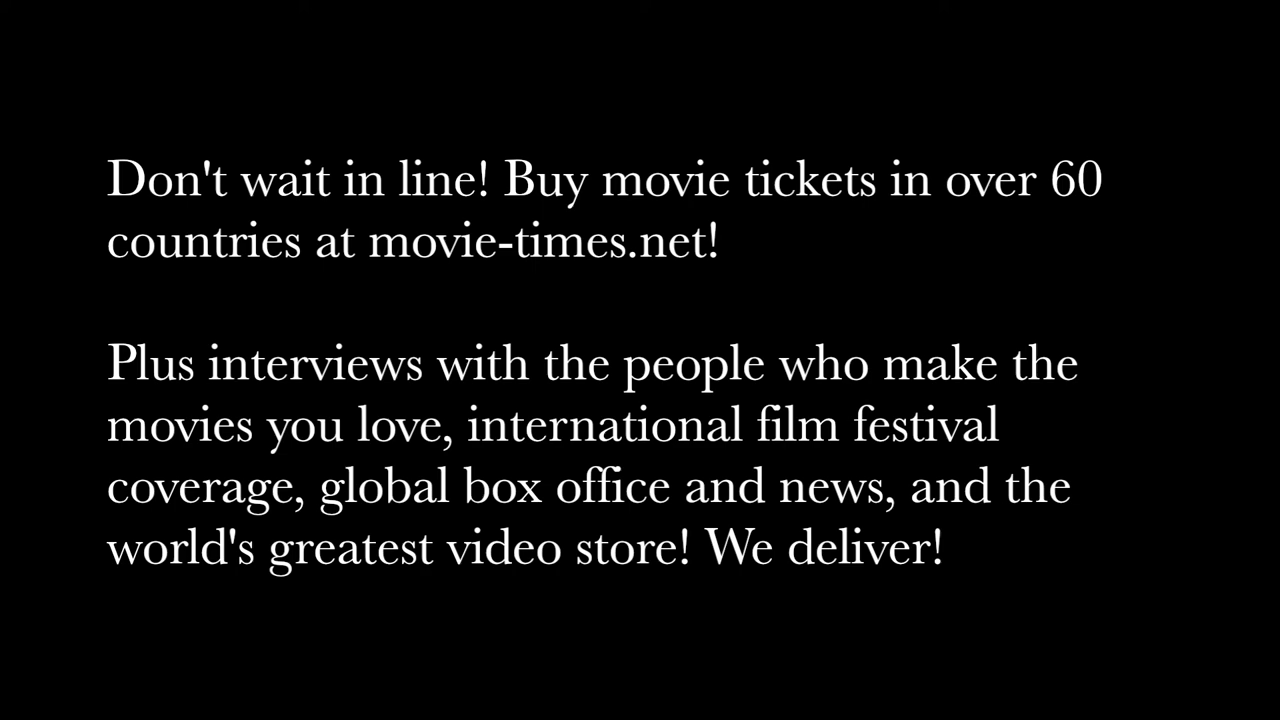 Don't wait in line! Buy movie tickets in over 60
countries at movie-times.net!
Plus interviews with the people who make the
movies you love, international film festival
coverage, global box office and news, and the
world's greatest video store! We deliver!